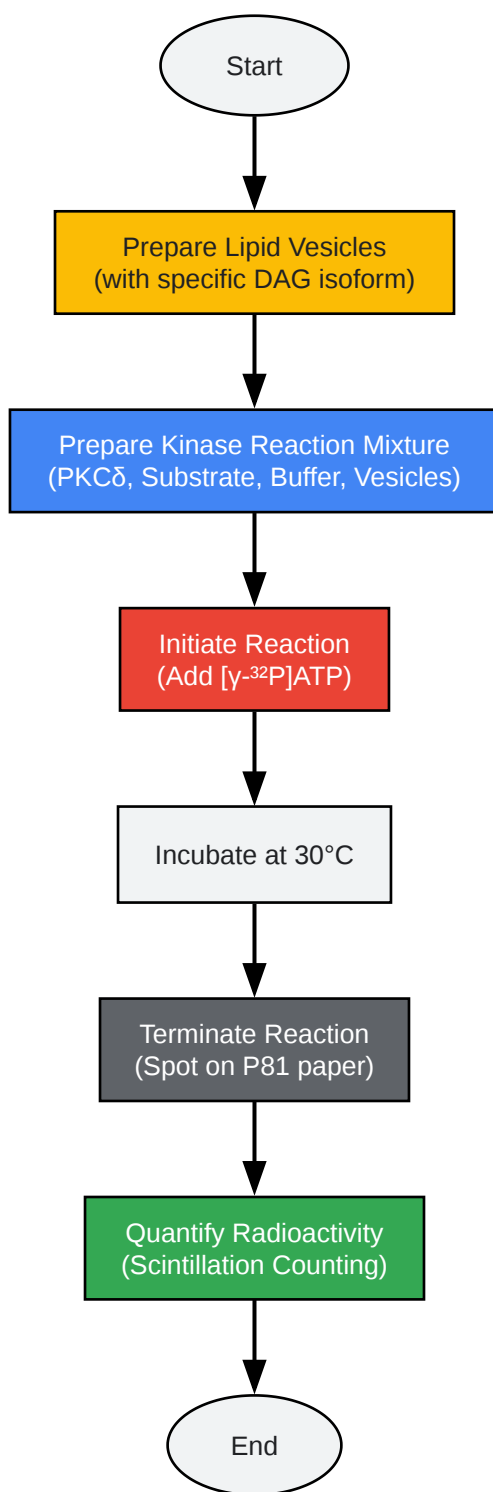 Start
Prepare Lipid Vesicles
(with specific DAG isoform)
Prepare Kinase Reaction Mixture
(PKCδ, Substrate, Buffer, Vesicles)
Initiate Reaction
(Add [γ-³²P]ATP)
Incubate at 30°C
Terminate Reaction
(Spot on P81 paper)
Quantify Radioactivity
(Scintillation Counting)
End